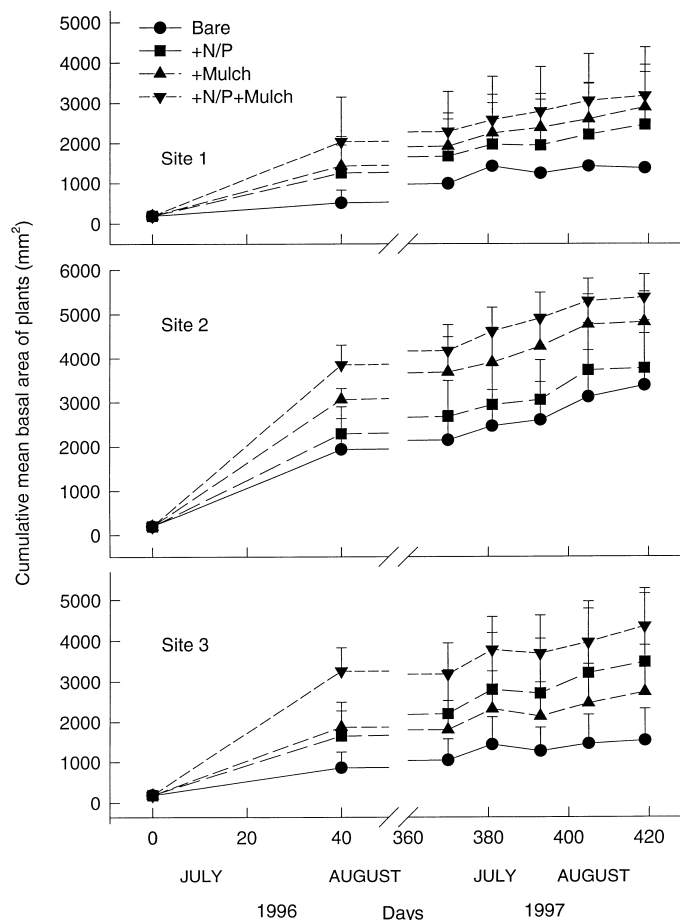 Cumulative mean basal area of plants (mm²)
5000
4000
3000
2000
1000
0
Bare
+N/P
+Mulch
+N/P+Mulch
Site 1
6000
5000
4000
3000
2000
1000
0
Site 2
5000
4000
3000
2000
1000
0
Site 3
0 20 40 360 380 400 420
JULY AUGUST JULY AUGUST
1996 Days 1997